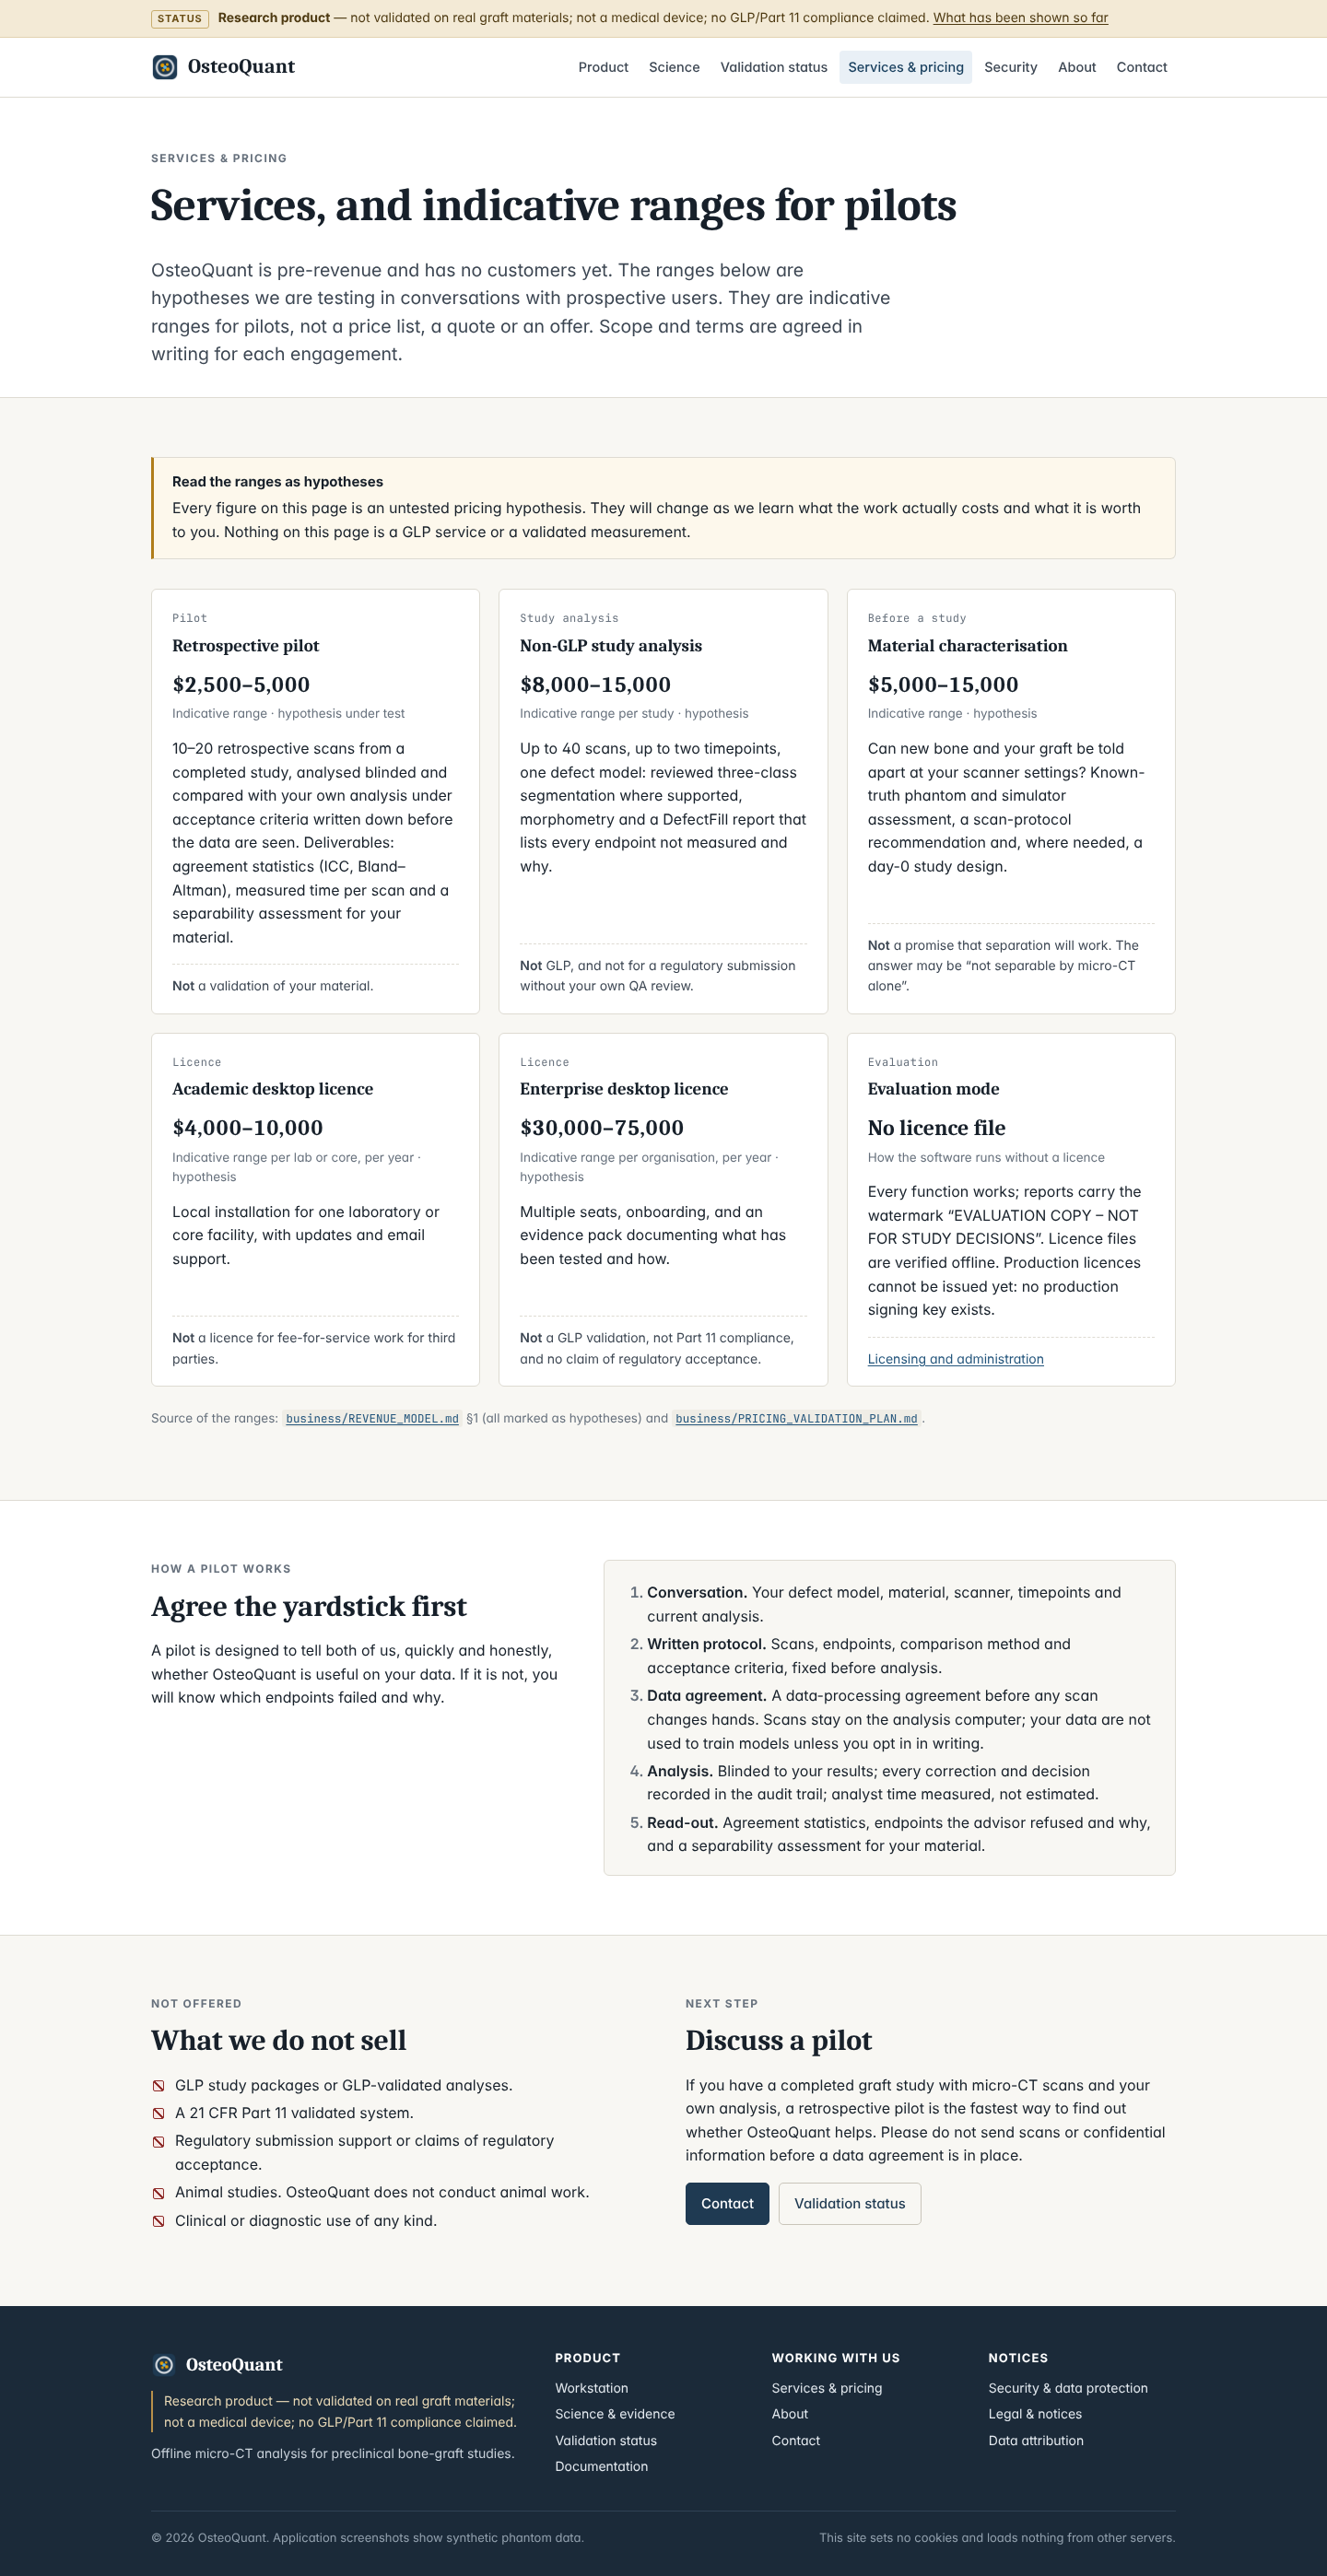 STATUS Research product — not validated on real graft materials; not a medical device; no GLP/Part 11 compliance claimed. What has been shown so far
OsteoQuant
Product Science Validation status Services & pricing Security About Contact
SERVICES & PRICING
Services, and indicative ranges for pilots
OsteoQuant is pre-revenue and has no customers yet. The ranges below are
hypotheses we are testing in conversations with prospective users. They are indicative
ranges for pilots, not a price list, a quote or an offer. Scope and terms are agreed in
writing for each engagement.
Read the ranges as hypotheses
Every figure on this page is an untested pricing hypothesis. They will change as we learn what the work actually costs and what it is worth
to you. Nothing on this page is a GLP service or a validated measurement.
Pilot
Retrospective pilot
$2,500–5,000
Indicative range · hypothesis under test
10–20 retrospective scans from a
completed study, analysed blinded and
compared with your own analysis under
acceptance criteria written down before
the data are seen. Deliverables:
agreement statistics (ICC, Bland–
Altman), measured time per scan and a
separability assessment for your
material.
Not a validation of your material.
Study analysis
Non-GLP study analysis
$8,000–15,000
Indicative range per study · hypothesis
Up to 40 scans, up to two timepoints,
one defect model: reviewed three-class
segmentation where supported,
morphometry and a DefectFill report that
lists every endpoint not measured and
why.
Not GLP, and not for a regulatory submission
without your own QA review.
Before a study
Material characterisation
$5,000–15,000
Indicative range · hypothesis
Can new bone and your graft be told
apart at your scanner settings? Known-
truth phantom and simulator
assessment, a scan-protocol
recommendation and, where needed, a
day-0 study design.
Not a promise that separation will work. The
answer may be “not separable by micro-CT
alone”.
Licence
Academic desktop licence
$4,000–10,000
Indicative range per lab or core, per year ·
hypothesis
Local installation for one laboratory or
core facility, with updates and email
support.
Not a licence for fee-for-service work for third
parties.
Licence
Enterprise desktop licence
$30,000–75,000
Indicative range per organisation, per year ·
hypothesis
Multiple seats, onboarding, and an
evidence pack documenting what has
been tested and how.
Not a GLP validation, not Part 11 compliance,
and no claim of regulatory acceptance.
Evaluation
Evaluation mode
No licence file
How the software runs without a licence
Every function works; reports carry the
watermark “EVALUATION COPY – NOT
FOR STUDY DECISIONS”. Licence files
are verified offline. Production licences
cannot be issued yet: no production
signing key exists.
Licensing and administration
Source of the ranges: business/REVENUE_MODEL.md §1 (all marked as hypotheses) and business/PRICING_VALIDATION_PLAN.md.
HOW A PILOT WORKS
Agree the yardstick first
A pilot is designed to tell both of us, quickly and honestly,
whether OsteoQuant is useful on your data. If it is not, you
will know which endpoints failed and why.
1. Conversation. Your defect model, material, scanner, timepoints and
current analysis.
2. Written protocol. Scans, endpoints, comparison method and
acceptance criteria, fixed before analysis.
3. Data agreement. A data-processing agreement before any scan
changes hands. Scans stay on the analysis computer; your data are not
used to train models unless you opt in in writing.
4. Analysis. Blinded to your results; every correction and decision
recorded in the audit trail; analyst time measured, not estimated.
5. Read-out. Agreement statistics, endpoints the advisor refused and why,
and a separability assessment for your material.
NOT OFFERED
What we do not sell
GLP study packages or GLP-validated analyses.
A 21 CFR Part 11 validated system.
Regulatory submission support or claims of regulatory
acceptance.
Animal studies. OsteoQuant does not conduct animal work.
Clinical or diagnostic use of any kind.
NEXT STEP
Discuss a pilot
If you have a completed graft study with micro-CT scans and your
own analysis, a retrospective pilot is the fastest way to find out
whether OsteoQuant helps. Please do not send scans or confidential
information before a data agreement is in place.
Contact Validation status
OsteoQuant
Research product — not validated on real graft materials;
not a medical device; no GLP/Part 11 compliance claimed.
Offline micro-CT analysis for preclinical bone-graft studies.
PRODUCT
Workstation
Science & evidence
Validation status
Documentation
WORKING WITH US
Services & pricing
About
Contact
NOTICES
Security & data protection
Legal & notices
Data attribution
© 2026 OsteoQuant. Application screenshots show synthetic phantom data.
This site sets no cookies and loads nothing from other servers.